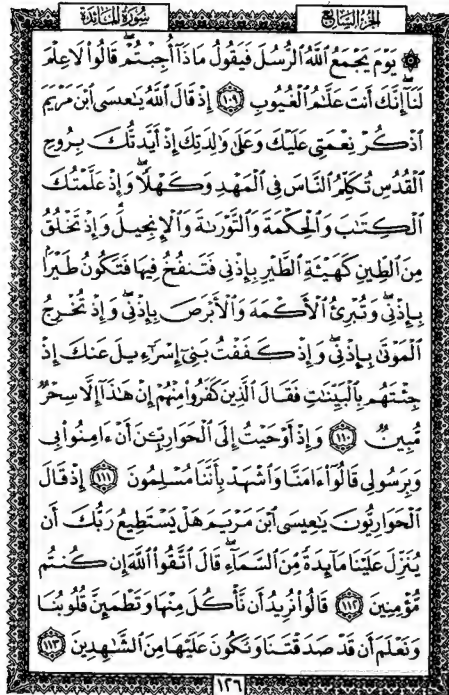 سُورَةُ المَائِدَة
الجُزءُ السَّابِع
۞ يَوْمَ يَجْمَعُ ٱللَّهُ ٱلرُّسُلَ فَيَقُولُ مَاذَآ أُجِبْتُمْ ۖ قَالُوا۟ لَا عِلْمَ
لَنَآ ۖ إِنَّكَ أَنتَ عَلَّٰمُ ٱلْغُيُوبِ ﴿١٠٩﴾ إِذْ قَالَ ٱللَّهُ يَٰعِيسَى ٱبْنَ مَرْيَمَ
ٱذْكُرْ نِعْمَتِى عَلَيْكَ وَعَلَىٰ وَٰلِدَتِكَ إِذْ أَيَّدتُّكَ بِرُوحِ
ٱلْقُدُسِ تُكَلِّمُ ٱلنَّاسَ فِى ٱلْمَهْدِ وَكَهْلًا ۖ وَإِذْ عَلَّمْتُكَ
ٱلْكِتَٰبَ وَٱلْحِكْمَةَ وَٱلتَّوْرَىٰةَ وَٱلْإِنجِيلَ ۖ وَإِذْ تَخْلُقُ
مِنَ ٱلطِّينِ كَهَيْـَٔةِ ٱلطَّيْرِ بِإِذْنِى فَتَنفُخُ فِيهَا فَتَكُونُ طَيْرًۢا
بِإِذْنِى ۖ وَتُبْرِئُ ٱلْأَكْمَهَ وَٱلْأَبْرَصَ بِإِذْنِى ۖ وَإِذْ تُخْرِجُ
ٱلْمَوْتَىٰ بِإِذْنِى ۖ وَإِذْ كَفَفْتُ بَنِىٓ إِسْرَٰٓءِيلَ عَنكَ إِذْ
جِئْتَهُم بِٱلْبَيِّنَٰتِ فَقَالَ ٱلَّذِينَ كَفَرُوا۟ مِنْهُمْ إِنْ هَٰذَآ إِلَّا سِحْرٌ
مُّبِينٌ ﴿١١٠﴾ وَإِذْ أَوْحَيْتُ إِلَى ٱلْحَوَارِيِّـۧنَ أَنْ ءَامِنُوا۟ بِى
وَبِرَسُولِى قَالُوٓا۟ ءَامَنَّا وَٱشْهَدْ بِأَنَّنَا مُسْلِمُونَ ﴿١١١﴾ إِذْ قَالَ
ٱلْحَوَارِيُّونَ يَٰعِيسَى ٱبْنَ مَرْيَمَ هَلْ يَسْتَطِيعُ رَبُّكَ أَن
يُنَزِّلَ عَلَيْنَا مَآئِدَةً مِّنَ ٱلسَّمَآءِ ۖ قَالَ ٱتَّقُوا۟ ٱللَّهَ إِن كُنتُم
مُّؤْمِنِينَ ﴿١١٢﴾ قَالُوا۟ نُرِيدُ أَن نَّأْكُلَ مِنْهَا وَتَطْمَئِنَّ قُلُوبُنَا
وَنَعْلَمَ أَن قَدْ صَدَقْتَنَا وَنَكُونَ عَلَيْهَا مِنَ ٱلشَّٰهِدِينَ ﴿١١٣﴾
١٢٦